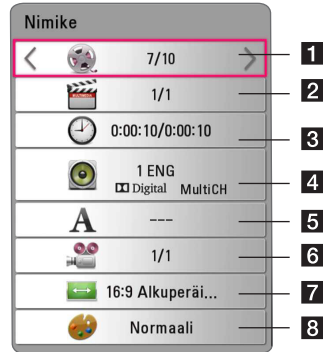 Nimike
7/10 1
1/1 2
0:00:10/0:00:10 3
1 ENG
Digital MultiCH 4
A --- 5
1/1 6
16:9 Alkuperäi... 7
Normaali 8